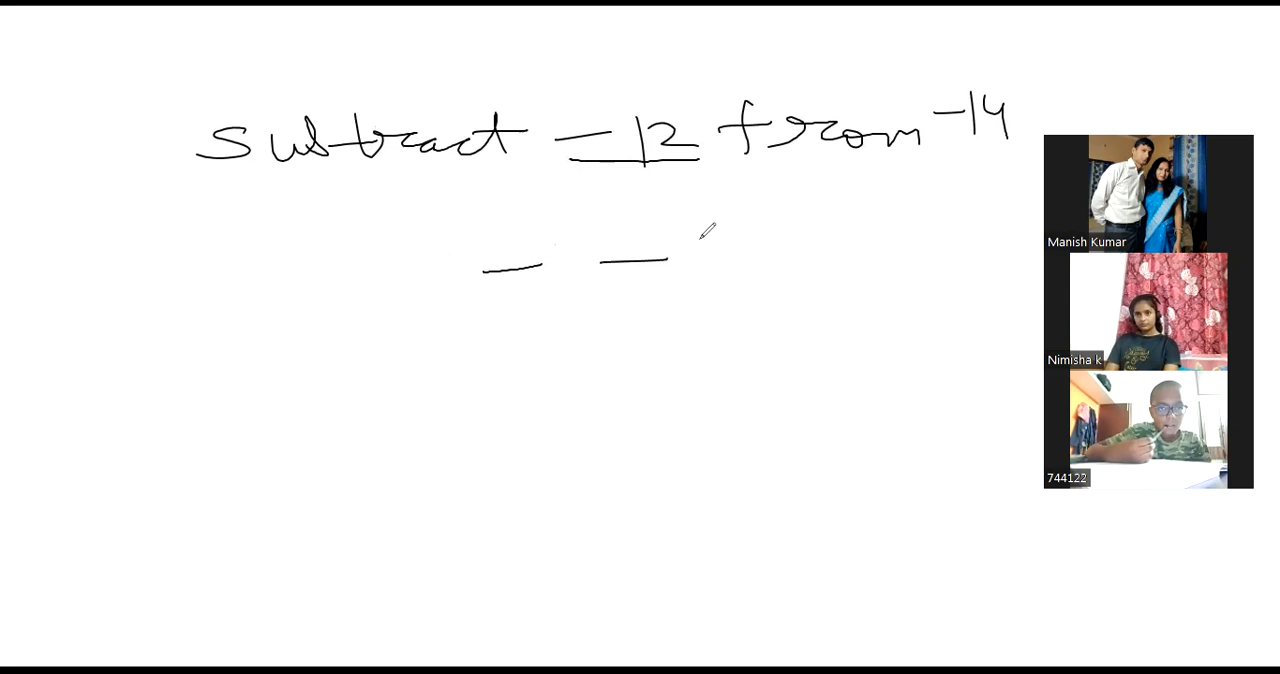 subtract -12 from -14
— —
Manish Kumar
Nimisha k
744122